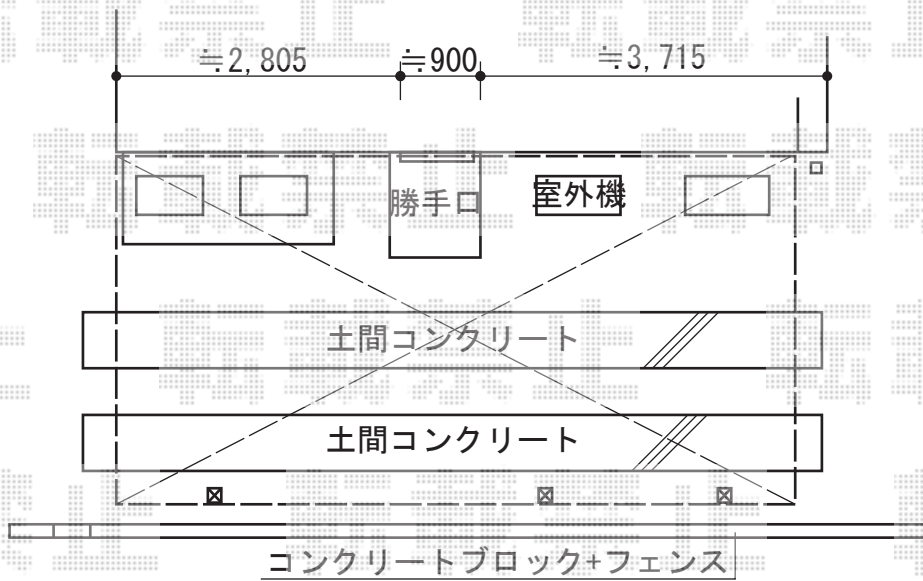 ≒2,805 ≒900 ≒3,715
勝手口 室外機
土間コンクリート
土間コンクリート
コンクリートブロック+フェンス